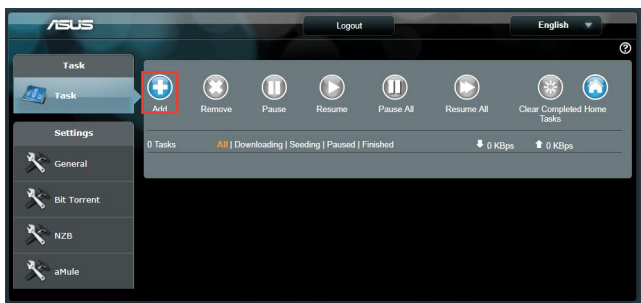 ASUS
Logout
English
?
Task
Task
Add
Remove
Pause
Resume
Pause All
Resume All
Clear Completed Tasks
Home
0 Tasks
All | Downloading | Seeding | Paused | Finished
0 KBps
0 KBps
Settings
General
Bit Torrent
NZB
aMule